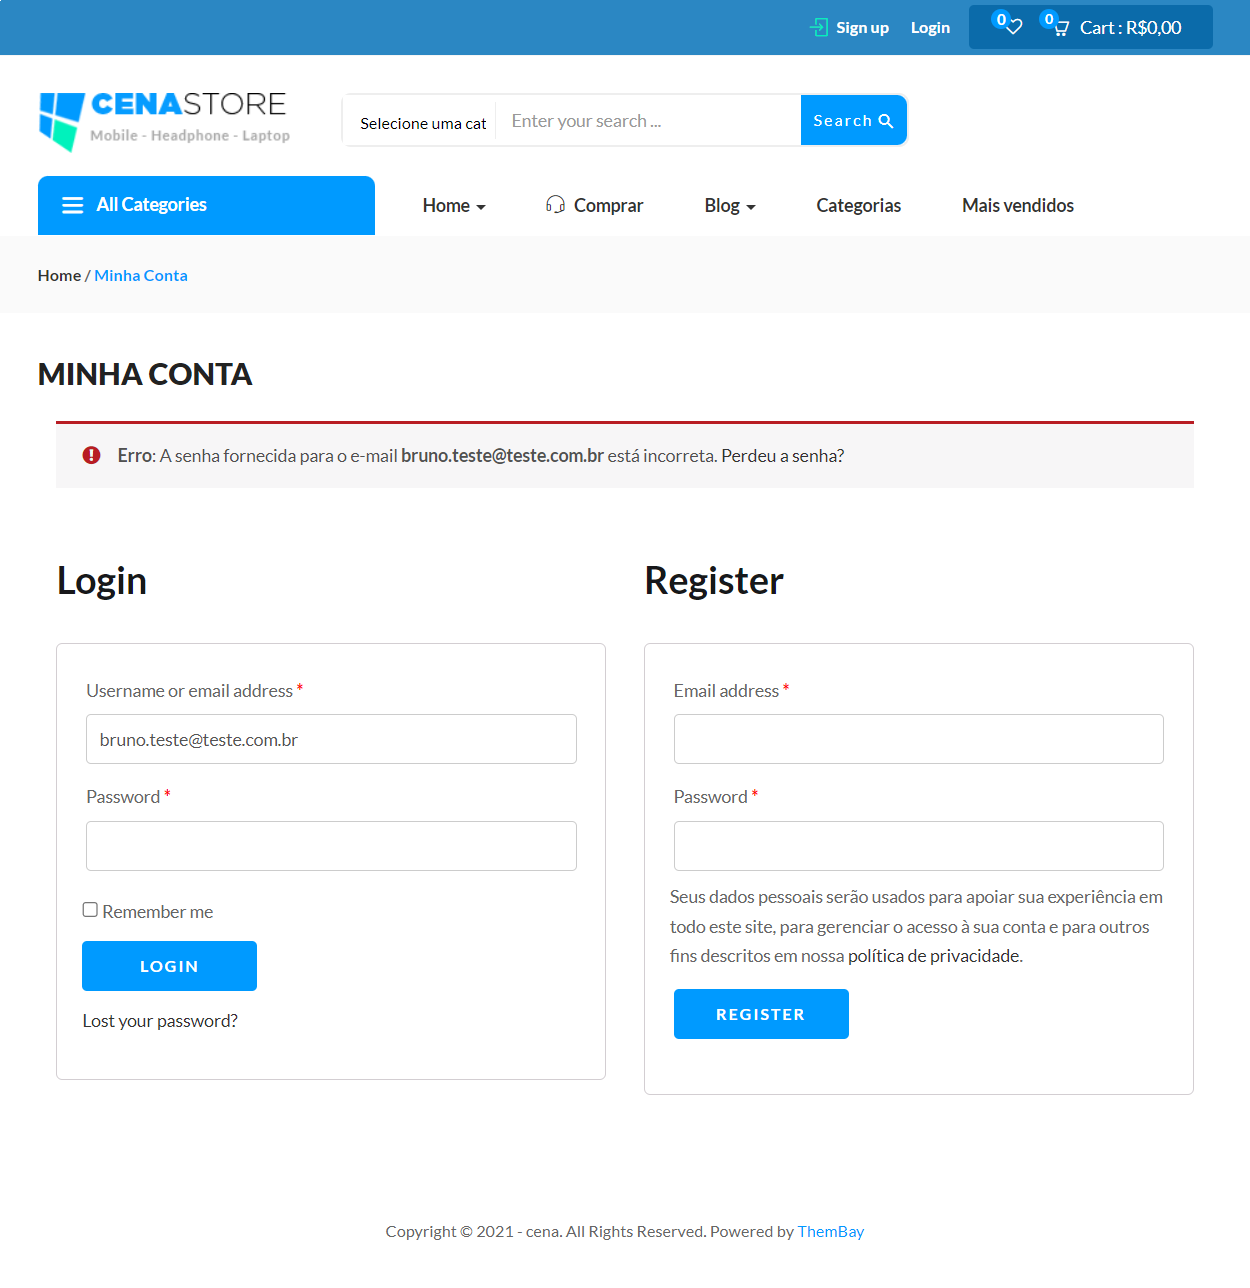 Sign up Login 0 0 Cart : R$0,00
CENASTORE
Mobile - Headphone - Laptop
Selecione uma cat Enter your search ... Search
All Categories Home Comprar Blog Categorias Mais vendidos
Home / Minha Conta
MINHA CONTA
Erro: A senha fornecida para o e-mail bruno.teste@teste.com.br está incorreta. Perdeu a senha?
Login
Username or email address *
bruno.teste@teste.com.br
Password *
Remember me
LOGIN
Lost your password?
Register
Email address *
Password *
Seus dados pessoais serão usados para apoiar sua experiência em
todo este site, para gerenciar o acesso à sua conta e para outros
fins descritos em nossa política de privacidade.
REGISTER
Copyright © 2021 - cena. All Rights Reserved. Powered by ThemBay